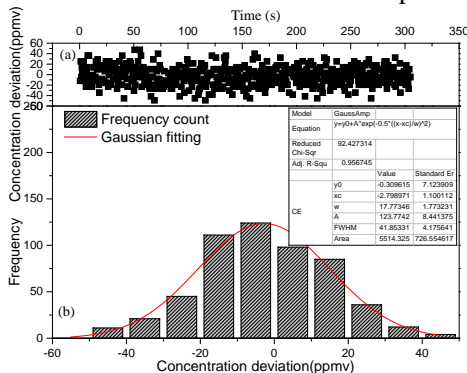 Time (s)
0 50 100 150 200 250 300 350
Concentration deviation(ppmv)
60
40
20
0
-20
-40
-60
(a)
250
200
150
100
50
0
Frequency
Frequency count
Gaussian fitting
Model GaussAmp
Equation y=y0+A*exp(-0.5*((x-xc)/w)^2)
Reduced Chi-Sqr 92.427314
Adj. R-Squ 0.956745
Value Standard Er
CE
y0 -0.309615 7.123909
xc -2.798971 1.100112
w 17.77346 1.773231
A 123.7742 8.441375
FWHM 41.85331 4.175641
Area 5514.325 726.554617
(b)
-60 -40 -20 0 20 40
Concentration deviation(ppmv)